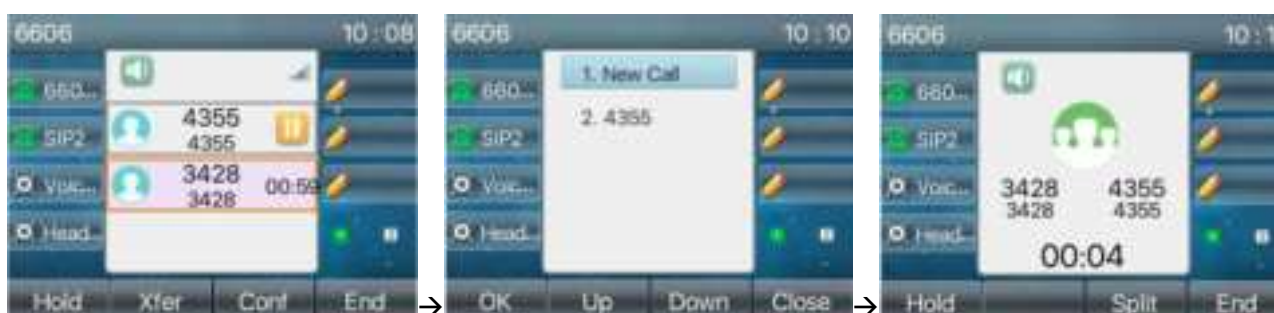 6606 10:08
660...
SIP2
Voic...
Head...
4355
4355
3428 00:59
3428
Hold Xfer Conf End
→
6606 10:10
660...
SIP2
Voic...
Head...
1. New Call
2. 4355
OK Up Down Close
→
6606 10:1
660...
SIP2
Voic...
Head...
3428 4355
3428 4355
00:04
Hold Split End